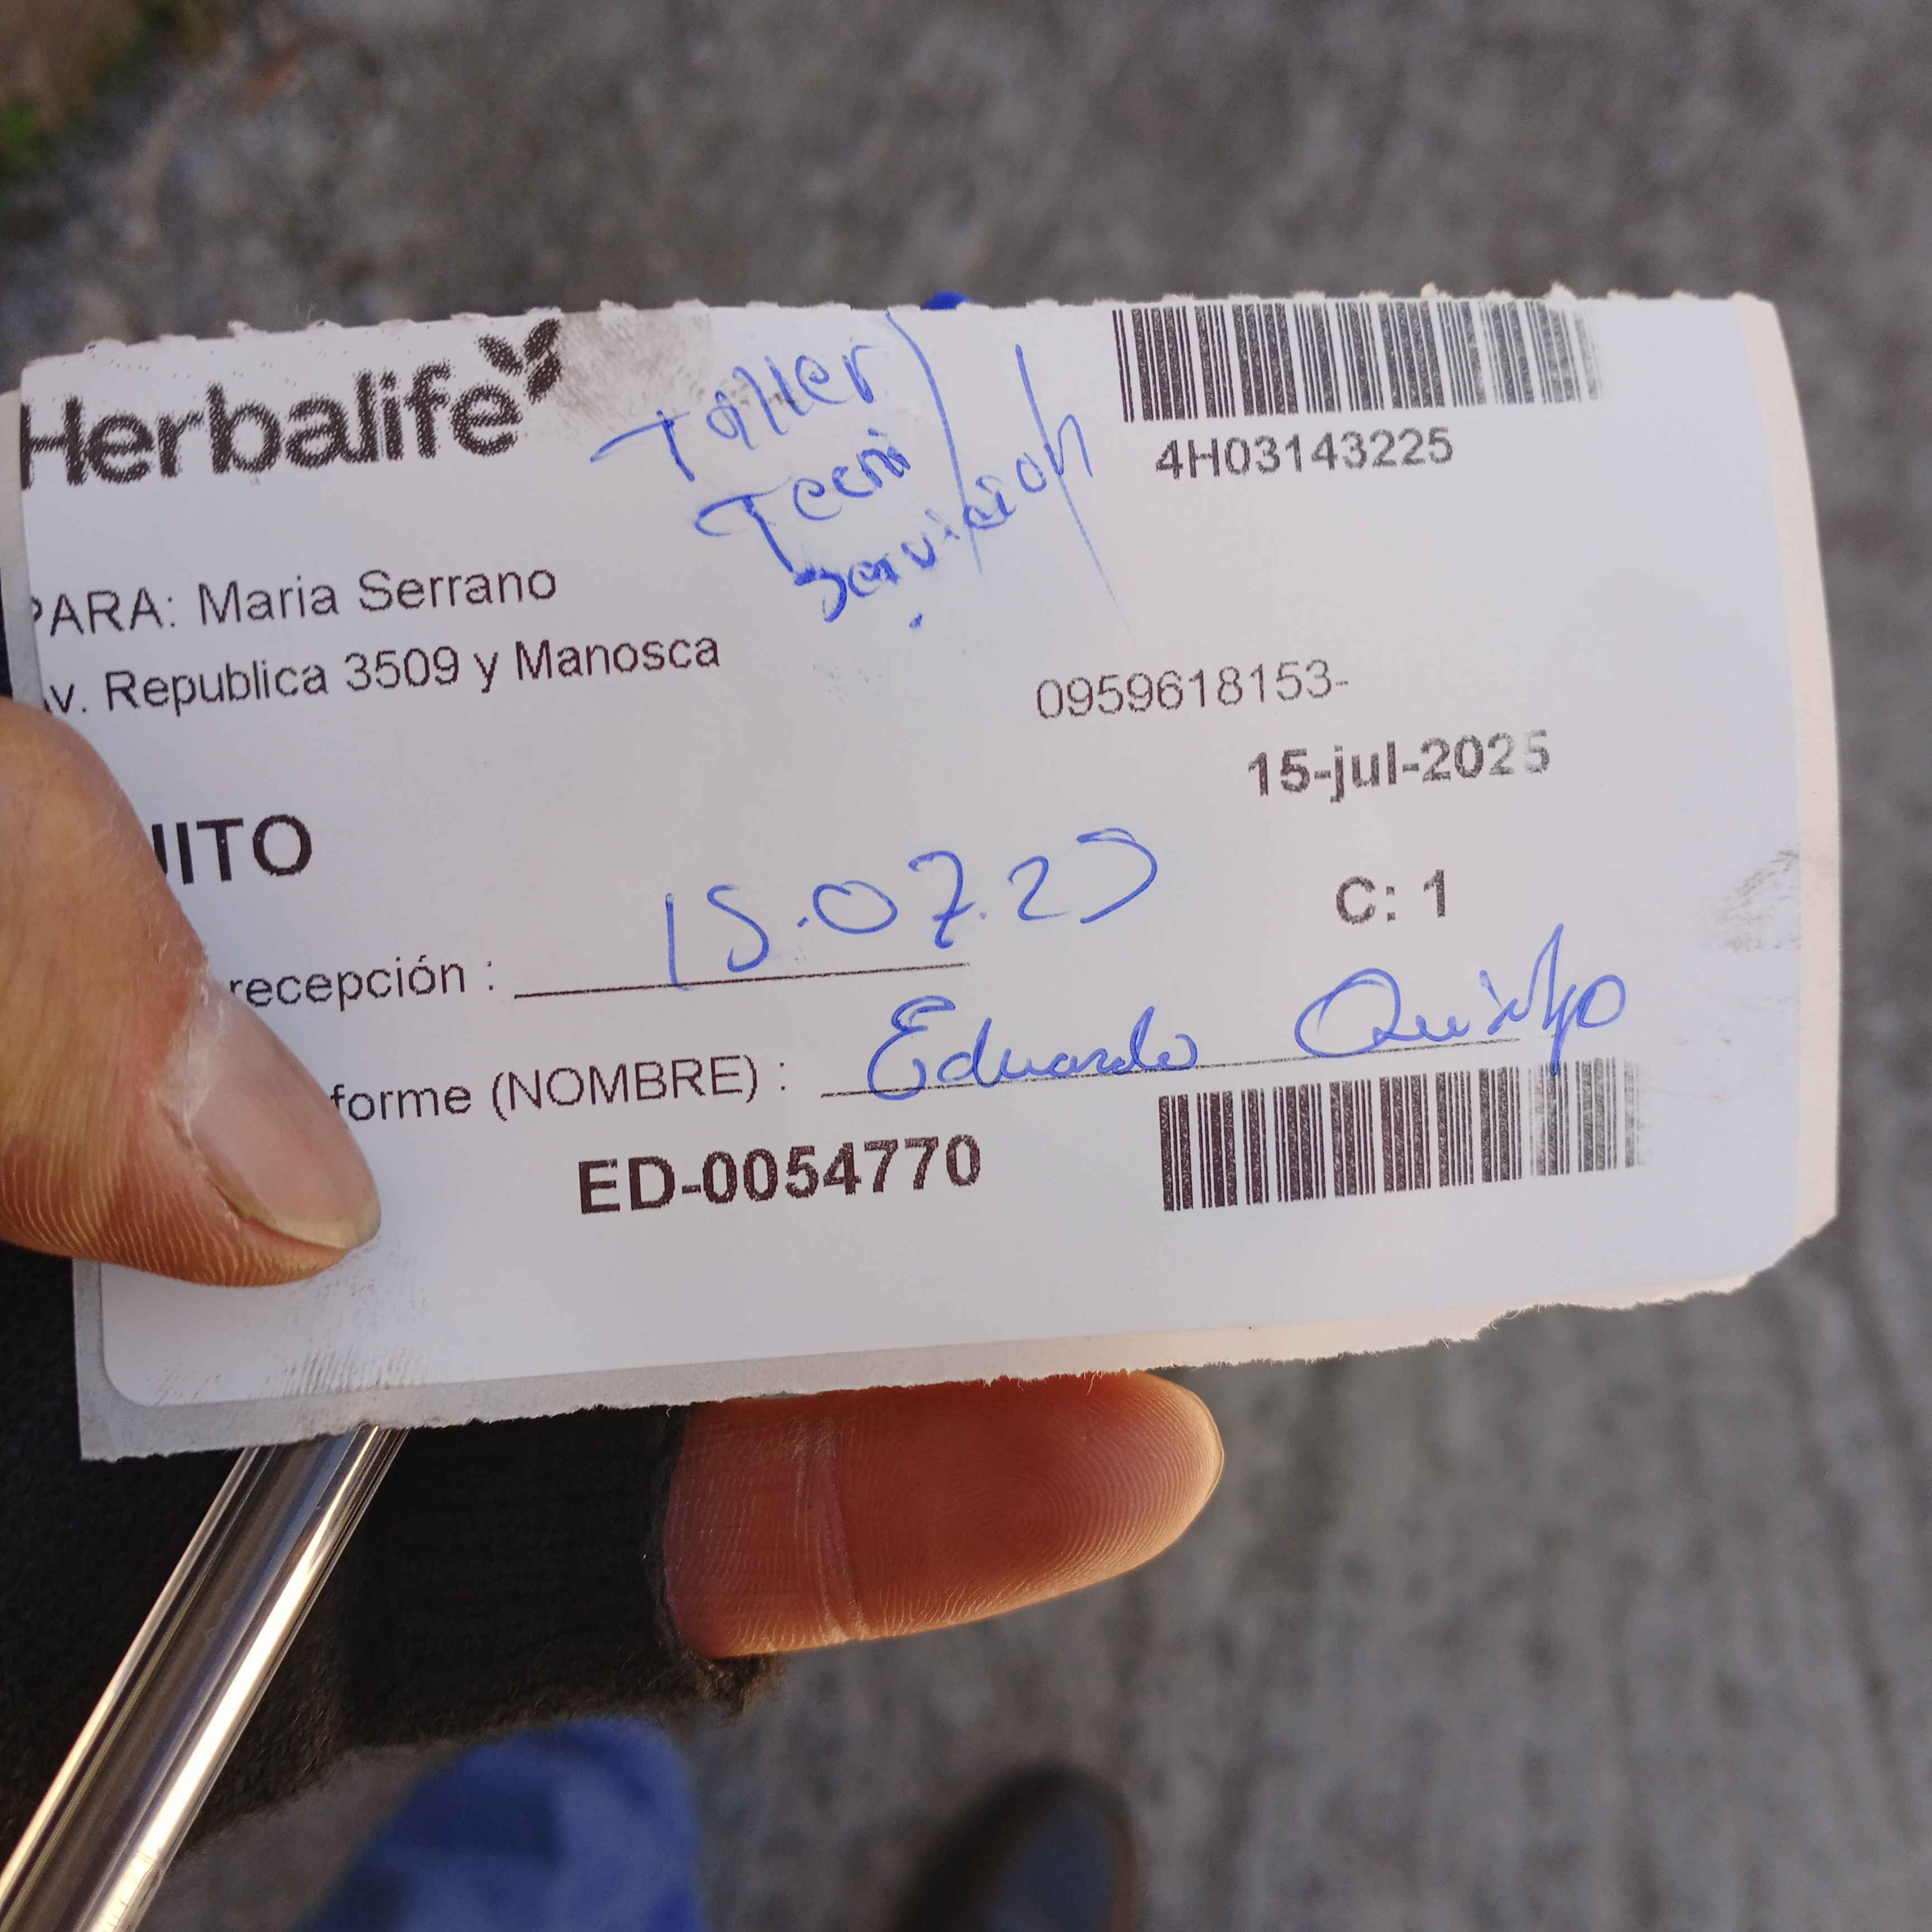 Herbalife
Taller
Tecni
Servicion
4H03143225
PARA: Maria Serrano
v. Republica 3509 y Manosca
0959618153-
15-jul-2025
UITO
C: 1
recepción : 15.07.25
forme (NOMBRE) : Eduardo
ED-0054770